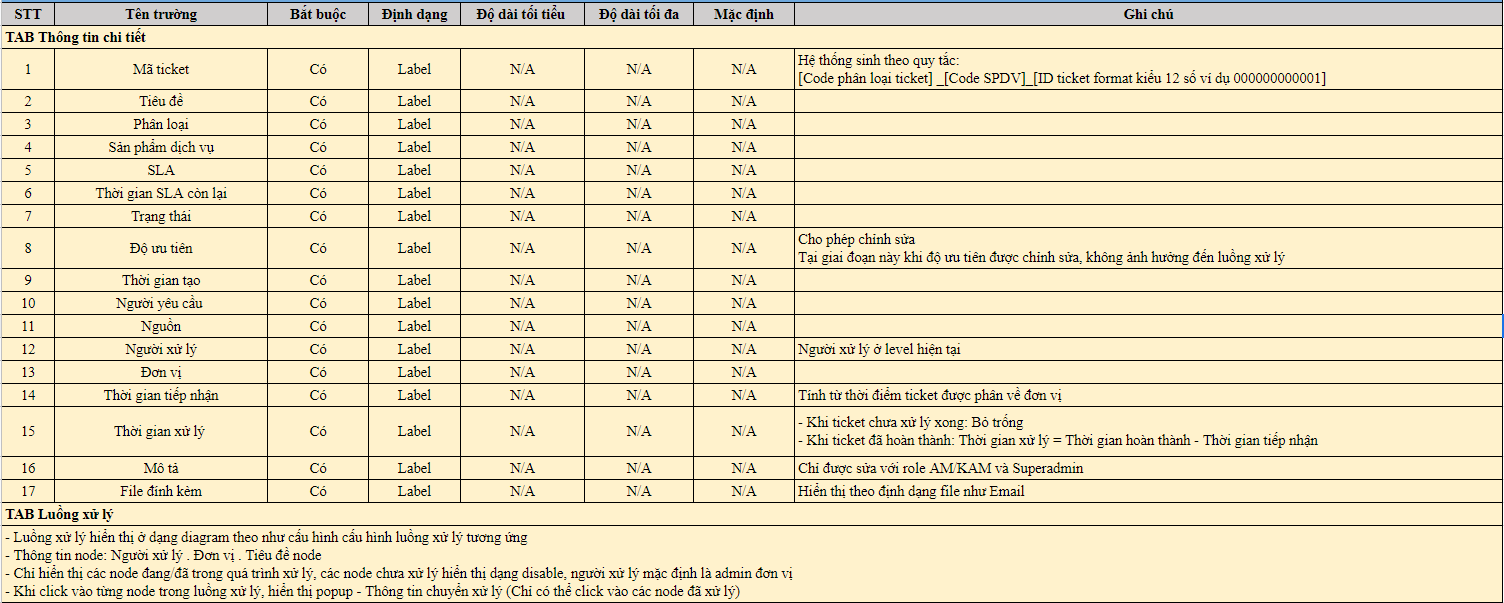 STT Tên trường Bắt buộc Định dạng Độ dài tối tiểu Độ dài tối đa Mặc định Ghi chú
TAB Thông tin chi tiết
1 Mã ticket Có Label N/A N/A N/A Hệ thống sinh theo quy tắc:
[Code phân loại ticket] _[Code SPDV]_[ID ticket format kiểu 12 số ví dụ 000000000001]
2 Tiêu đề Có Label N/A N/A N/A
3 Phân loại Có Label N/A N/A N/A
4 Sản phẩm dịch vụ Có Label N/A N/A N/A
5 SLA Có Label N/A N/A N/A
6 Thời gian SLA còn lại Có Label N/A N/A N/A
7 Trạng thái Có Label N/A N/A N/A
8 Độ ưu tiên Có Label N/A N/A N/A Cho phép chỉnh sửa
Tại giai đoạn này khi độ ưu tiên được chỉnh sửa, không ảnh hưởng đến luồng xử lý
9 Thời gian tạo Có Label N/A N/A N/A
10 Người yêu cầu Có Label N/A N/A N/A
11 Nguồn Có Label N/A N/A N/A
12 Người xử lý Có Label N/A N/A N/A Người xử lý ở level hiện tại
13 Đơn vị Có Label N/A N/A N/A
14 Thời gian tiếp nhận Có Label N/A N/A N/A Tính từ thời điểm ticket được phân về đơn vị
15 Thời gian xử lý Có Label N/A N/A N/A - Khi ticket chưa xử lý xong: Bỏ trống
- Khi ticket đã hoàn thành: Thời gian xử lý = Thời gian hoàn thành - Thời gian tiếp nhận
16 Mô tả Có Label N/A N/A N/A Chỉ được sửa với role AM/KAM và Superadmin
17 File đính kèm Có Label N/A N/A N/A Hiển thị theo định dạng file như Email
TAB Luồng xử lý
- Luồng xử lý hiển thị ở dạng diagram theo như cấu hình cấu hình luồng xử lý tương ứng
- Thông tin node: Người xử lý . Đơn vị . Tiêu đề node
- Chỉ hiển thị các node đang/đã trong quá trình xử lý, các node chưa xử lý hiển thị dạng disable, người xử lý mặc định là admin đơn vị
- Khi click vào từng node trong luồng xử lý, hiển thị popup - Thông tin chuyển xử lý (Chỉ có thể click vào các node đã xử lý)